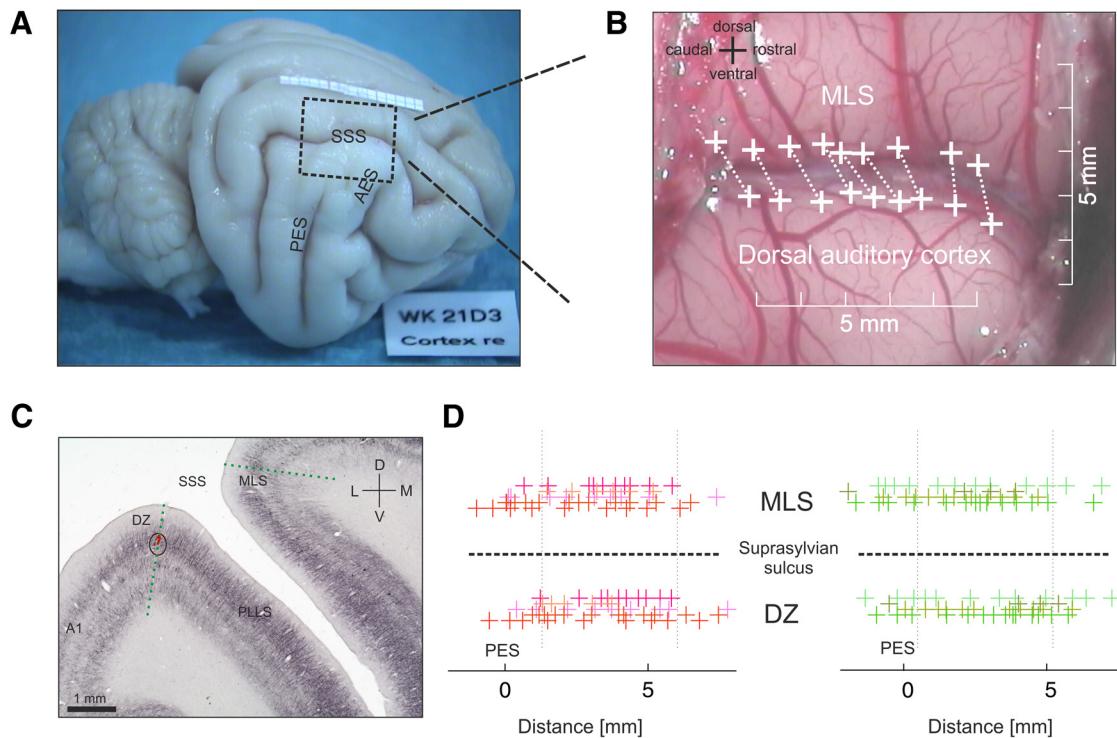 A
SSS
AES
PES
WK 21D3
Cortex re
B
dorsal
caudal rostral
ventral
MLS
5 mm
Dorsal auditory cortex
5 mm
C
SSS
MLS
D
L M
V
DZ
PLLS
A1
1 mm
D
MLS
Suprasylvian
sulcus
DZ
PES
PES
0 5
0 5
Distance [mm]
Distance [mm]